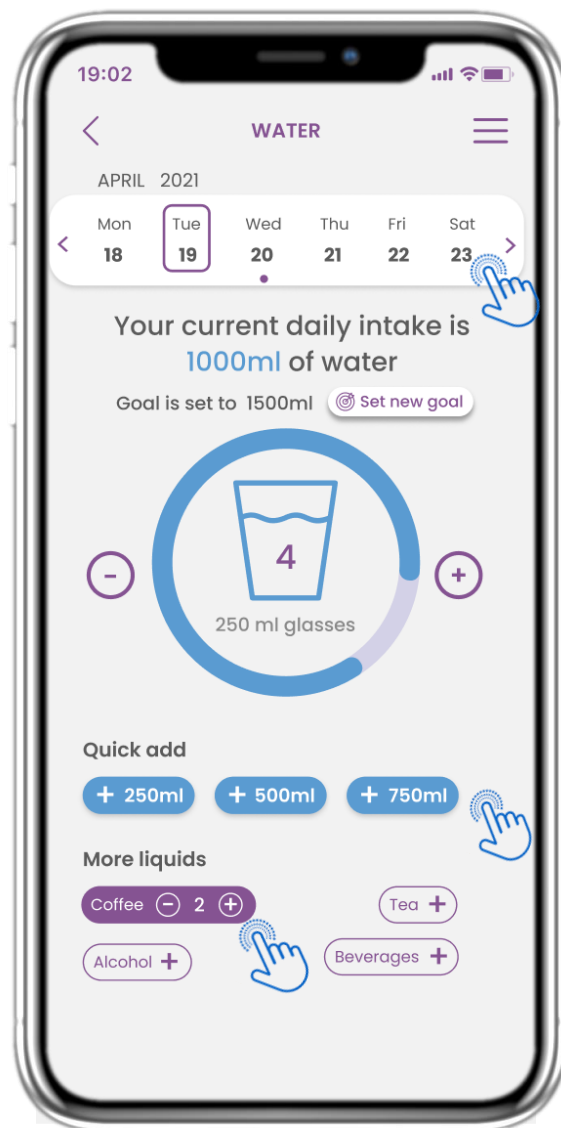 19:02
WATER
APRIL 2021
< Mon Tue Wed Thu Fri Sat >
18 19 20 21 22 23
Your current daily intake is
1000ml of water
Goal is set to 1500ml Set new goal
- 4 +
250 ml glasses
Quick add
+ 250ml + 500ml + 750ml
More liquids
Coffee - 2 + Tea +
Alcohol + Beverages +